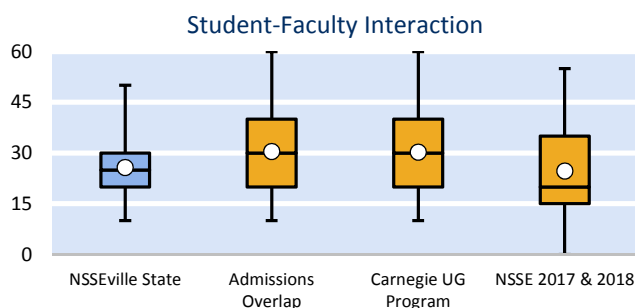 Student-Faculty Interaction
60
45
30
15
0
NSSEville State
Admissions
Overlap
Carnegie UG
Program
NSSE 2017 & 2018